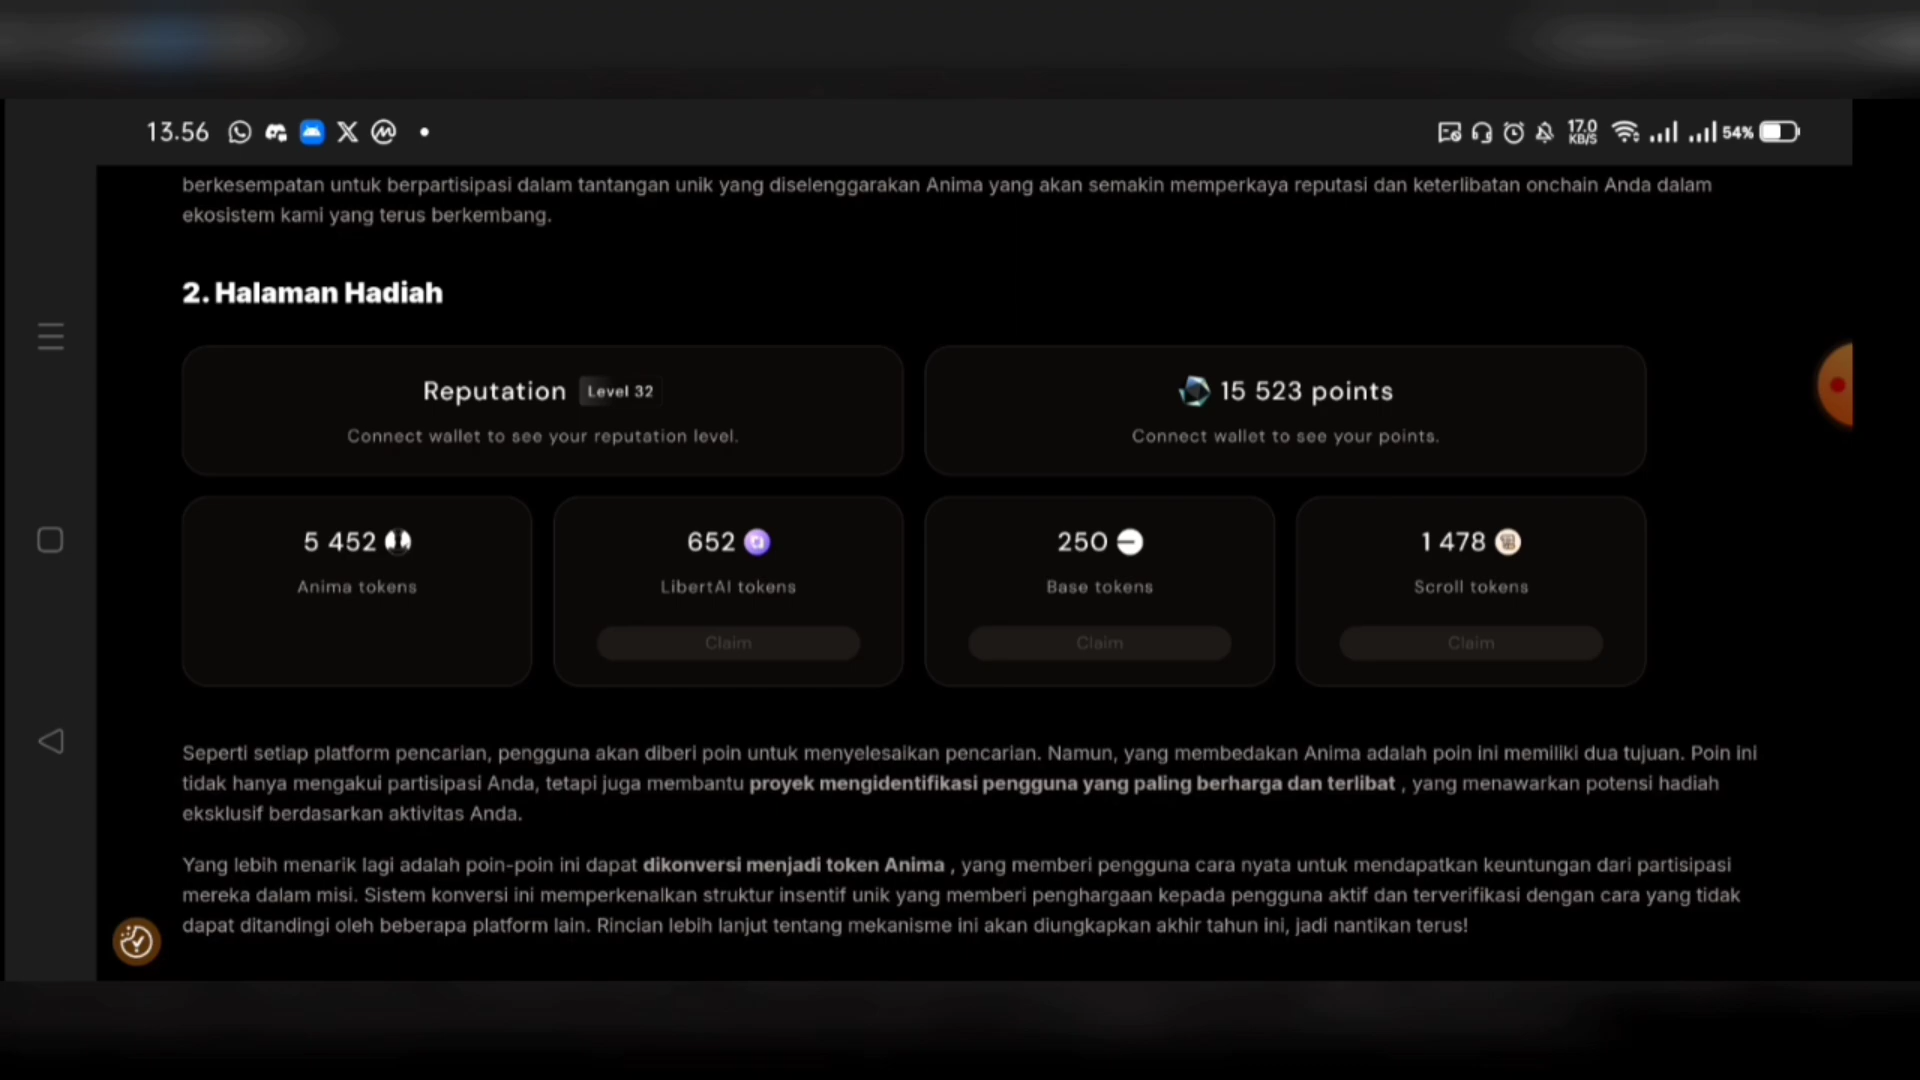 13.56
17.0
KB/S
54%
berkesempatan untuk berpartisipasi dalam tantangan unik yang diselenggarakan Anima yang akan semakin memperkaya reputasi dan keterlibatan onchain Anda dalam
ekosistem kami yang terus berkembang.
2. Halaman Hadiah
Reputation Level 32
Connect wallet to see your reputation level.
15 523 points
Connect wallet to see your points.
5 452
Anima tokens
652
LibertAI tokens
Claim
250
Base tokens
Claim
1 478
Scroll tokens
Claim
Seperti setiap platform pencarian, pengguna akan diberi poin untuk menyelesaikan pencarian. Namun, yang membedakan Anima adalah poin ini memiliki dua tujuan. Poin ini
tidak hanya mengakui partisipasi Anda, tetapi juga membantu proyek mengidentifikasi pengguna yang paling berharga dan terlibat , yang menawarkan potensi hadiah
eksklusif berdasarkan aktivitas Anda.
Yang lebih menarik lagi adalah poin-poin ini dapat dikonversi menjadi token Anima , yang memberi pengguna cara nyata untuk mendapatkan keuntungan dari partisipasi
mereka dalam misi. Sistem konversi ini memperkenalkan struktur insentif unik yang memberi penghargaan kepada pengguna aktif dan terverifikasi dengan cara yang tidak
dapat ditandingi oleh beberapa platform lain. Rincian lebih lanjut tentang mekanisme ini akan diungkapkan akhir tahun ini, jadi nantikan terus!